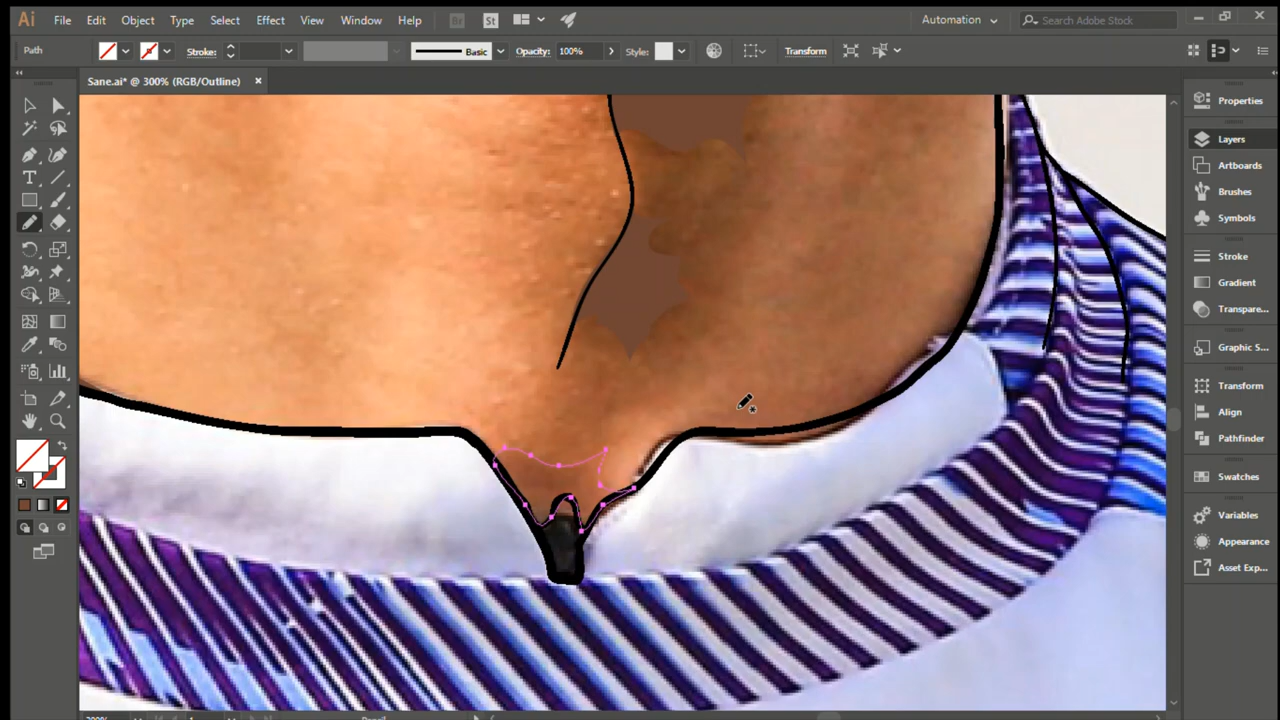 Ai File Edit Object Type Select Effect View Window Help Br St Automation Search Adobe Stock
Path Stroke: Basic Opacity: 100% Style: Transform
Sane.ai* @ 300% (RGB/Outline) ×
Properties
Layers
Artboards
Brushes
Symbols
Stroke
Gradient
Transpare...
Graphic S...
Transform
Align
Pathfinder
Swatches
Variables
Appearance
Asset Exp...